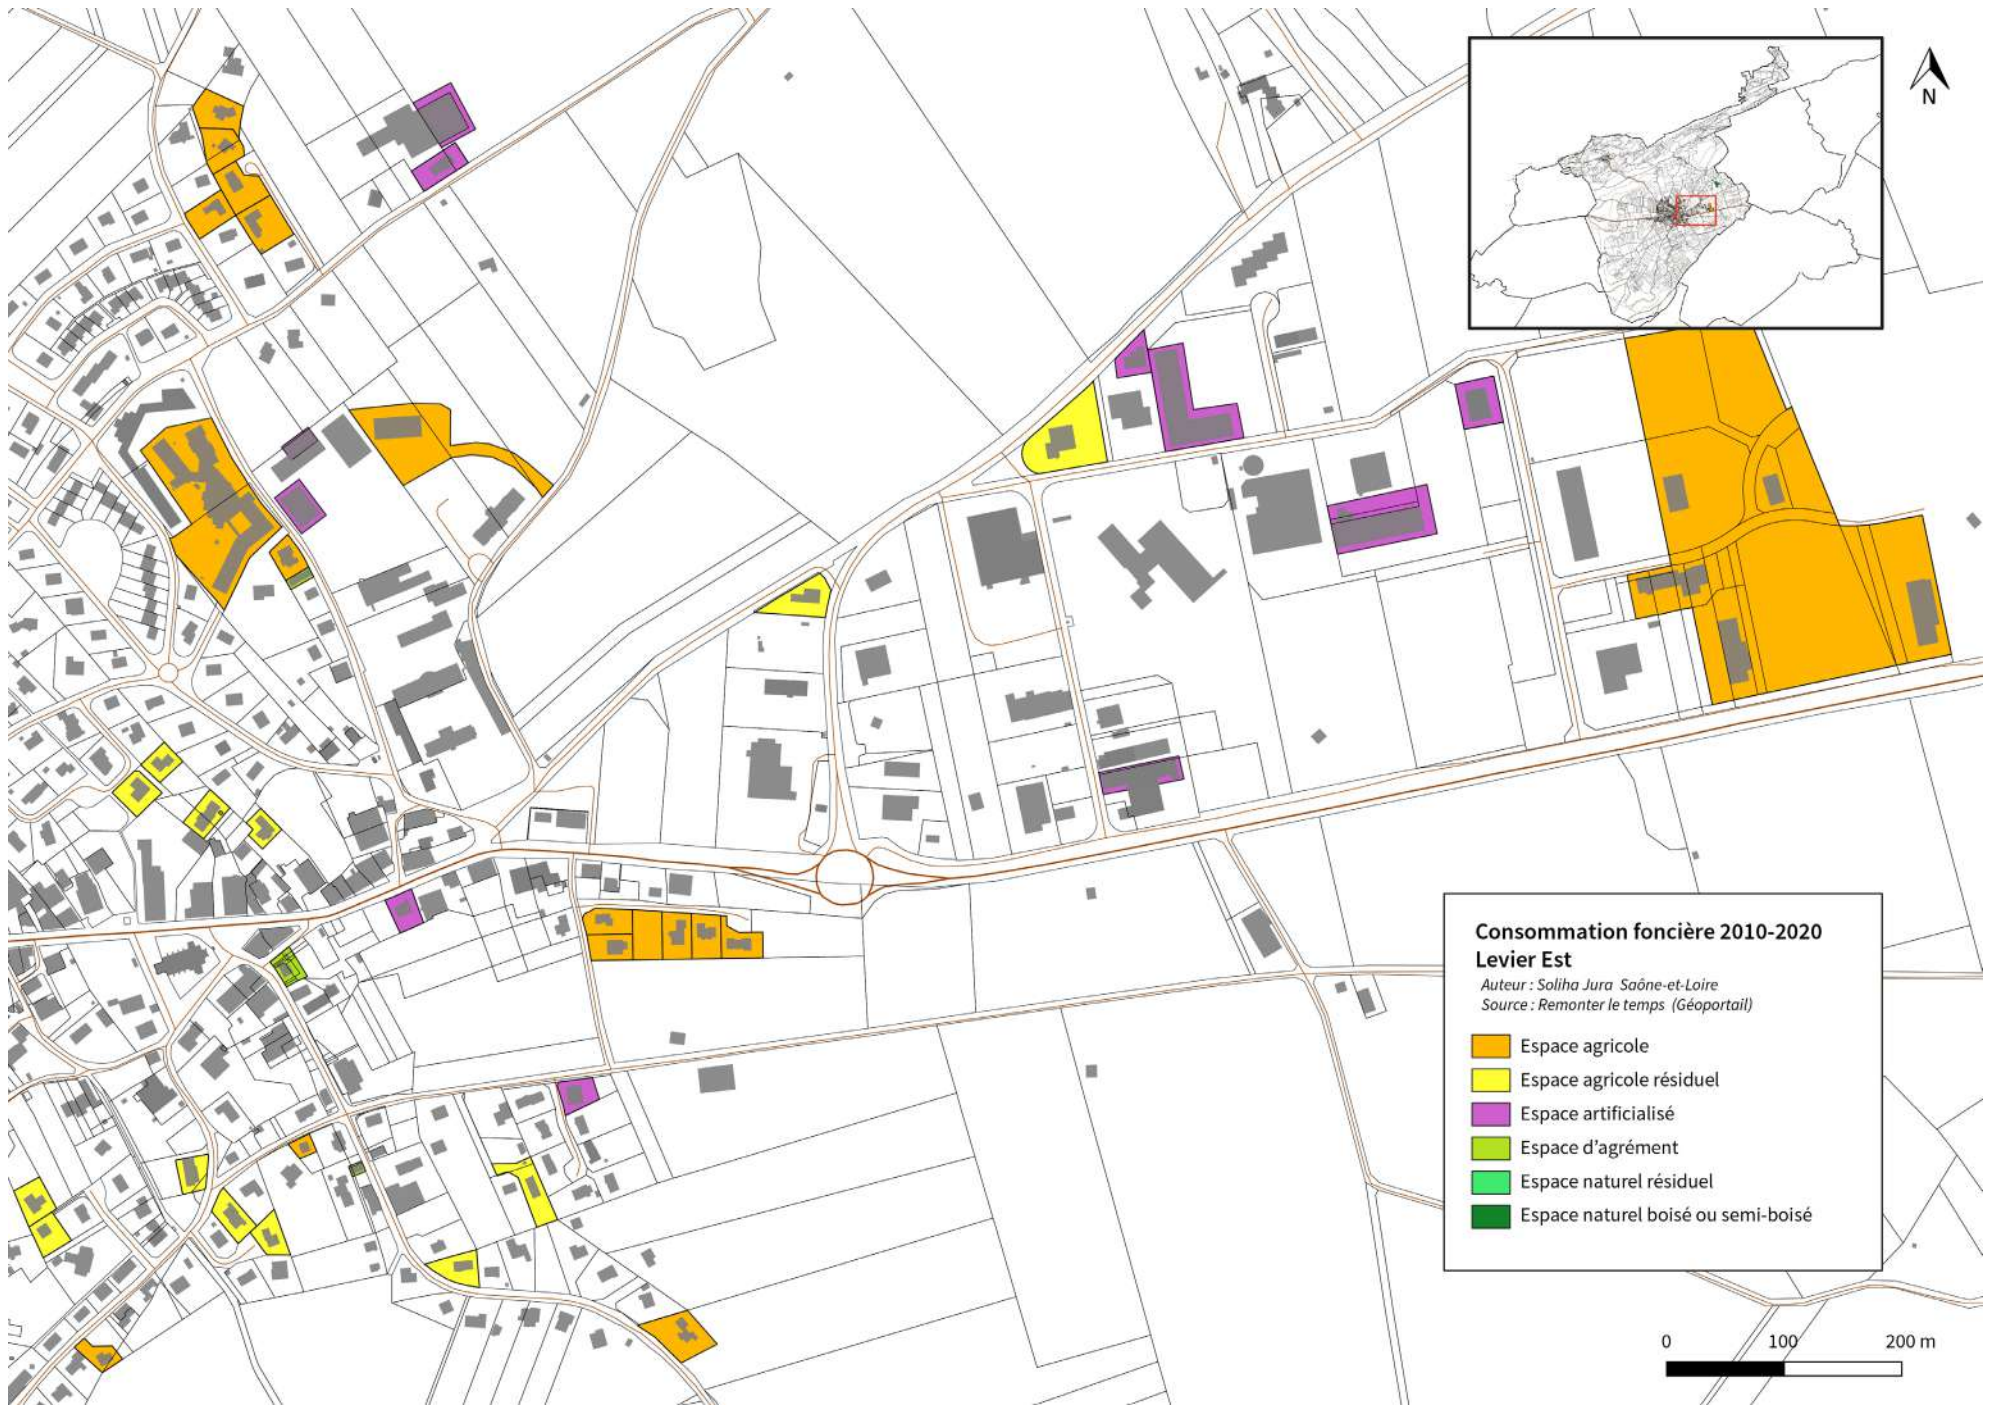 N
Consommation foncière 2010-2020
Levier Est
Auteur : Soliha Jura Saône-et-Loire
Source : Remonter le temps (Géoportail)
Espace agricole
Espace agricole résiduel
Espace artificialisé
Espace d'agrément
Espace naturel résiduel
Espace naturel boisé ou semi-boisé
0 100 200 m